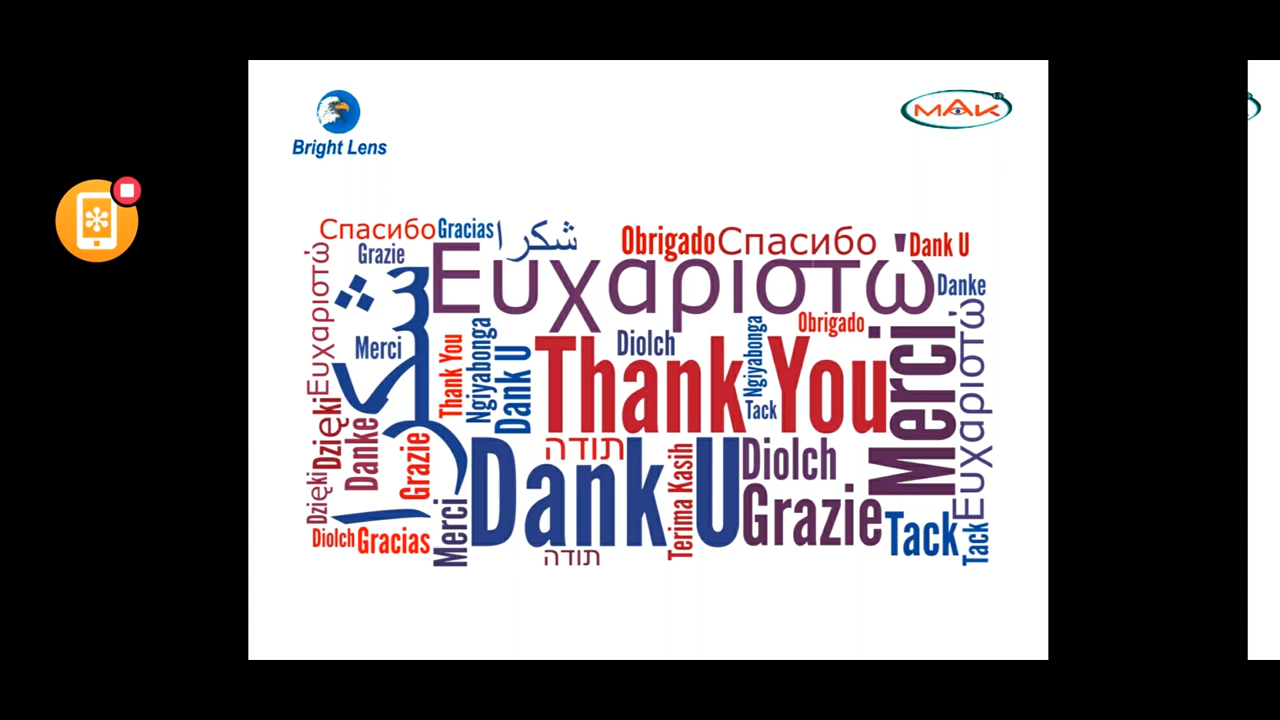 Bright Lens
MAK
Спасибо
Gracias
شكرا
Obrigado
Спасибо
Dank U
Grazie
Ευχαριστώ
Ευχαριστώ
Danke
شكرا
Merci
Thank You
Ngiyabonga
Dank U
Thank You
Diolch
Ngiyabonga
Tack
Obrigado
Merci
Ευχαριστώ
Dzięki
Danke
Grazie
תודה
Dank U
Terima Kasih
Diolch
Grazie
Tack
Tack
Dzięki
Diolch
Gracias
Merci
תודה